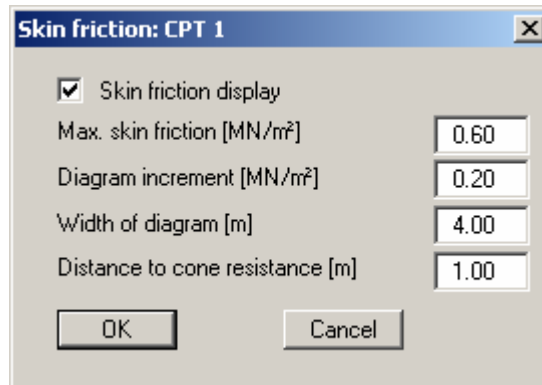 Skin friction: CPT 1
Skin friction display
Max. skin friction [MN/m²] 0.60
Diagram increment [MN/m²] 0.20
Width of diagram [m] 4.00
Distance to cone resistance [m] 1.00
OK Cancel